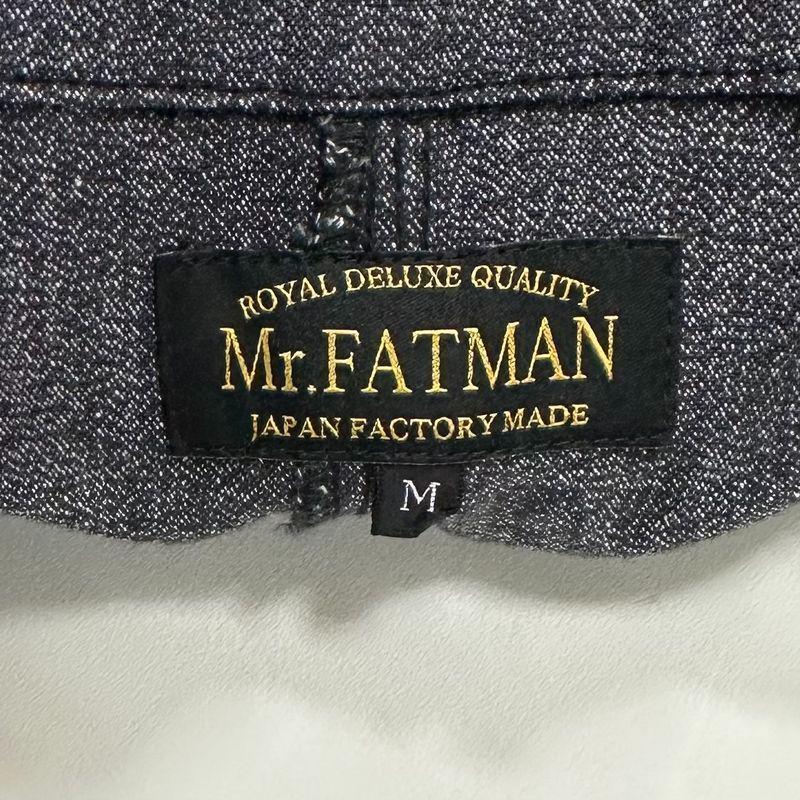 ROYAL DELUXE QUALITY
Mr.FATMAN
JAPAN FACTORY MADE
M